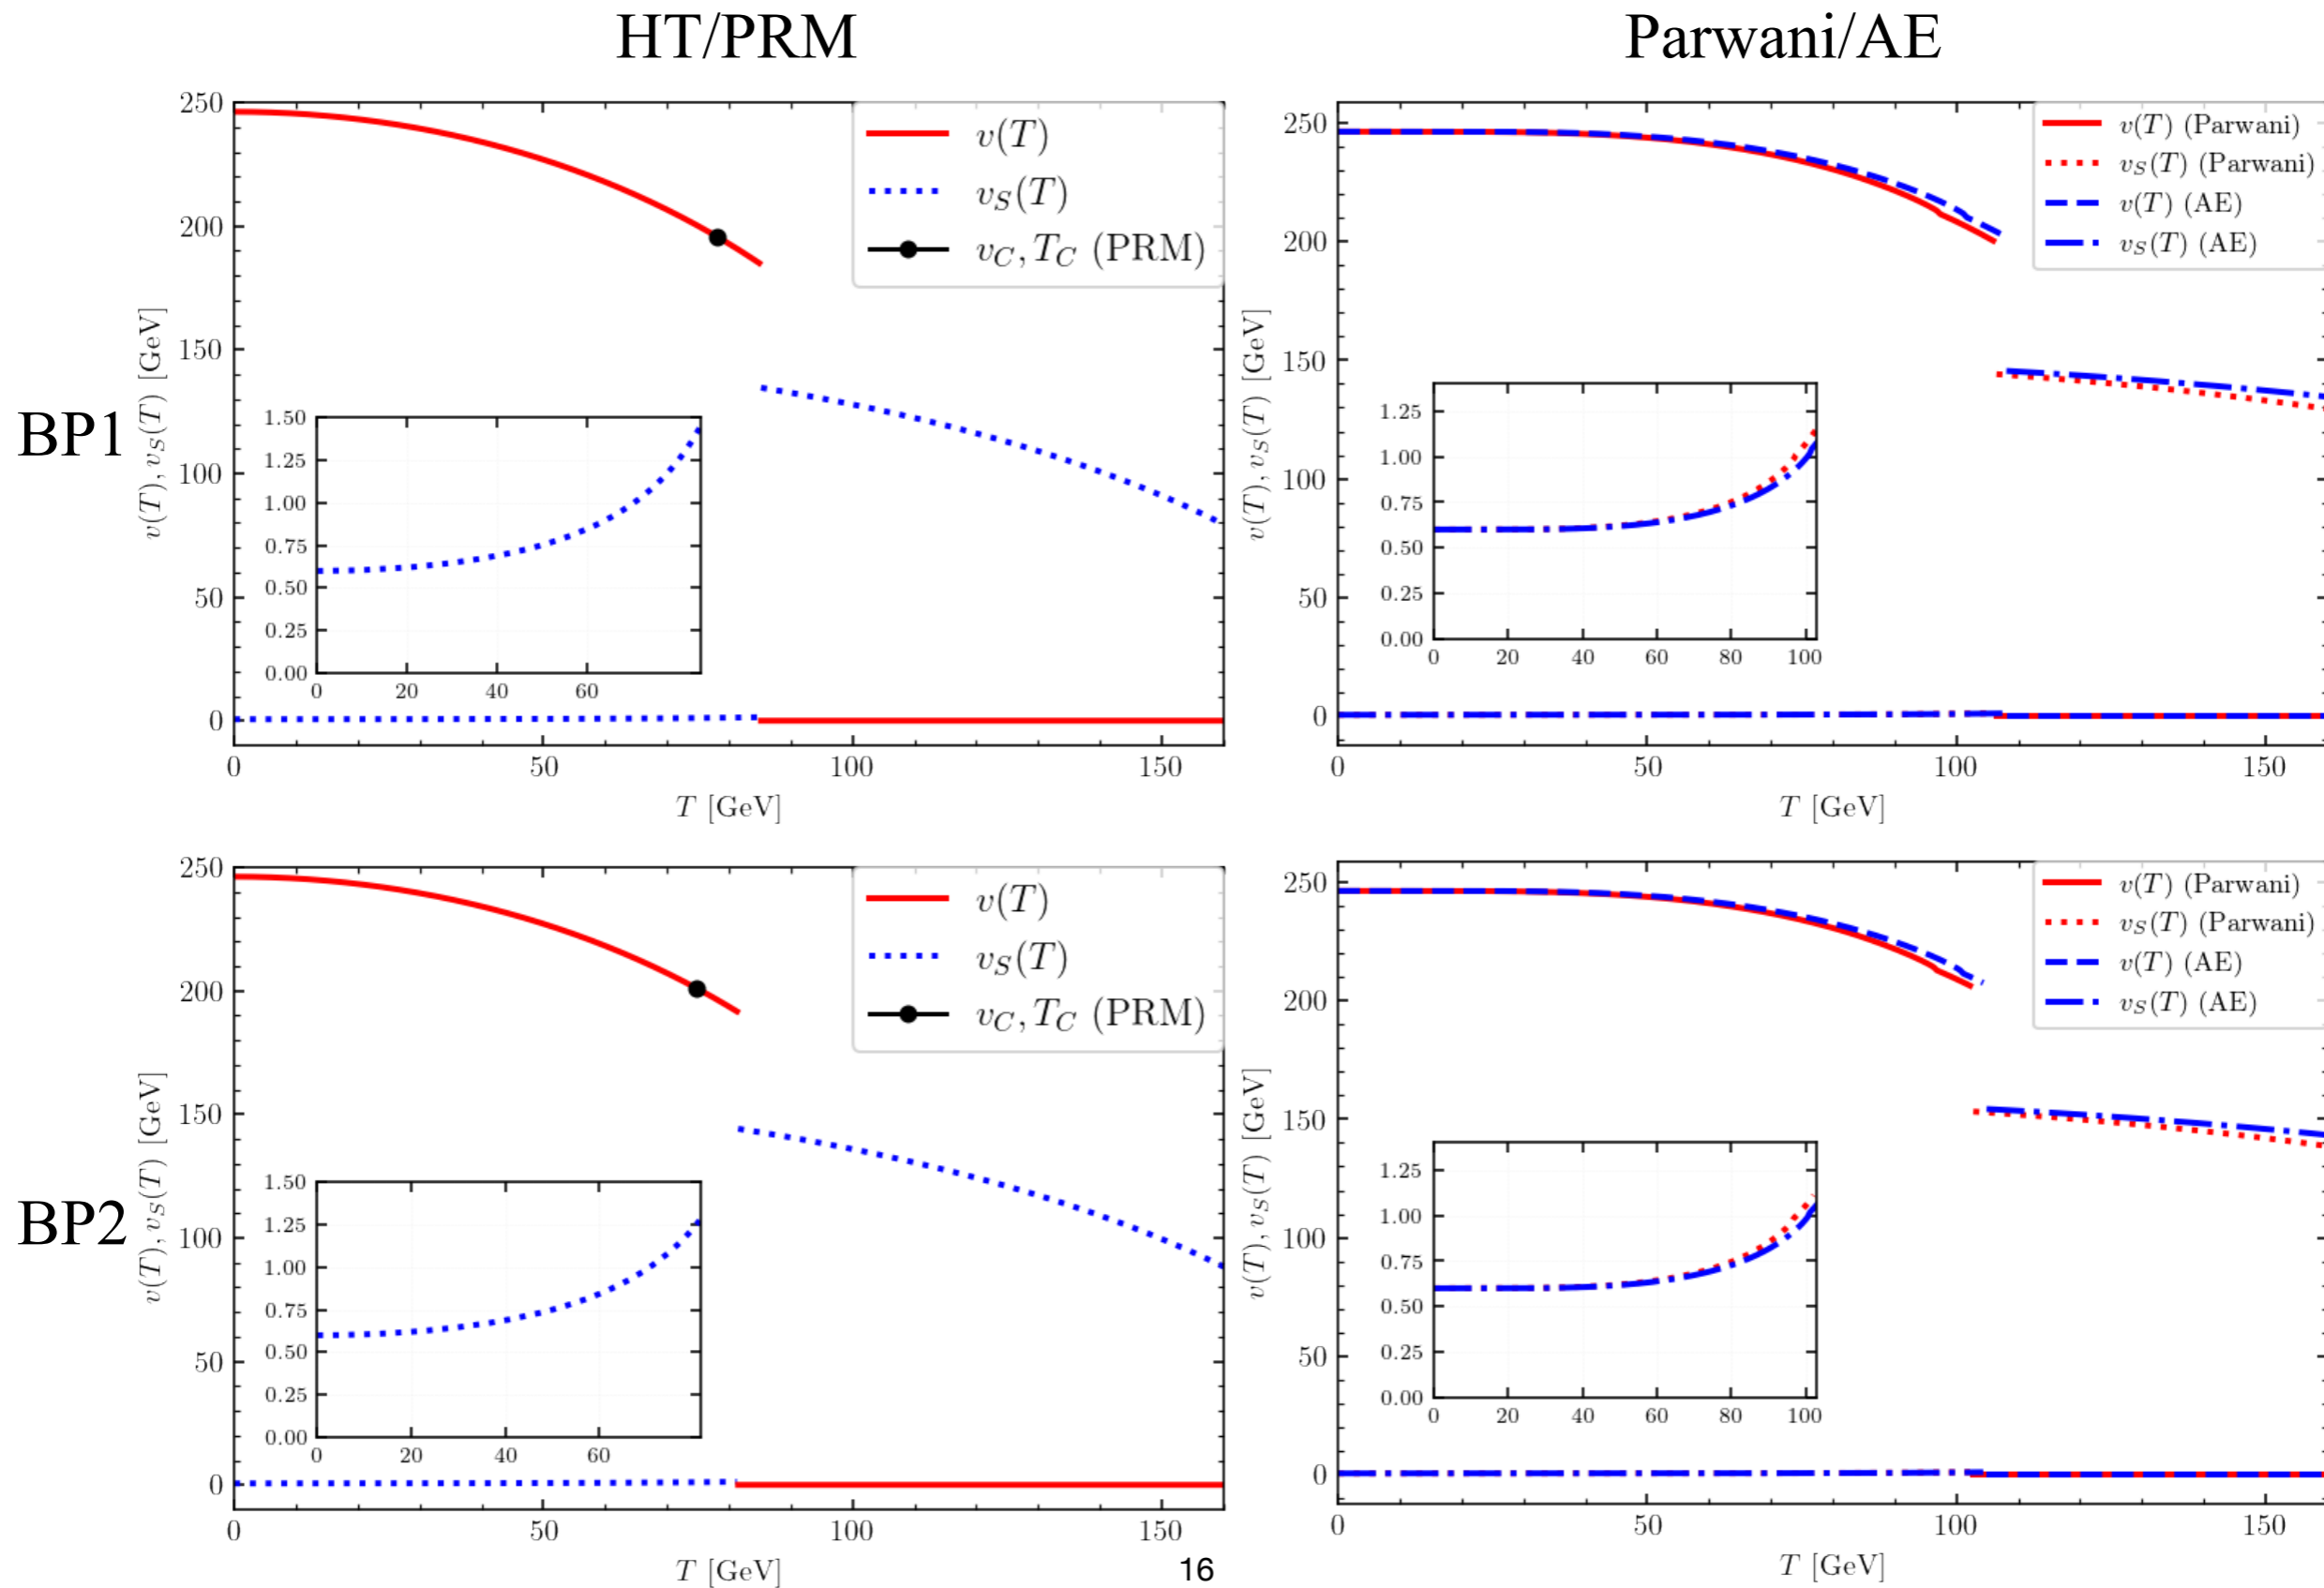 HT/PRM
Parwani/AE
BP1
v(T), v_S(T) [GeV]
250
200
150
100
50
0
v(T)
v_S(T)
v_C, T_C (PRM)
1.50
1.25
1.00
0.75
0.50
0.25
0.00
0 20 40 60
0 50 100 150
T [GeV]
v(T), v_S(T) [GeV]
250
200
150
100
50
0
v(T) (Parwani)
v_S(T) (Parwani)
v(T) (AE)
v_S(T) (AE)
1.25
1.00
0.75
0.50
0.25
0.00
0 20 40 60 80 100
0 50 100 150
T [GeV]
BP2
v(T), v_S(T) [GeV]
250
200
150
100
50
0
v(T)
v_S(T)
v_C, T_C (PRM)
1.50
1.25
1.00
0.75
0.50
0.25
0.00
0 20 40 60
0 50 100 150
T [GeV]
v(T), v_S(T) [GeV]
250
200
150
100
50
0
v(T) (Parwani)
v_S(T) (Parwani)
v(T) (AE)
v_S(T) (AE)
1.25
1.00
0.75
0.50
0.25
0.00
0 20 40 60 80 100
0 50 100 150
T [GeV]
16